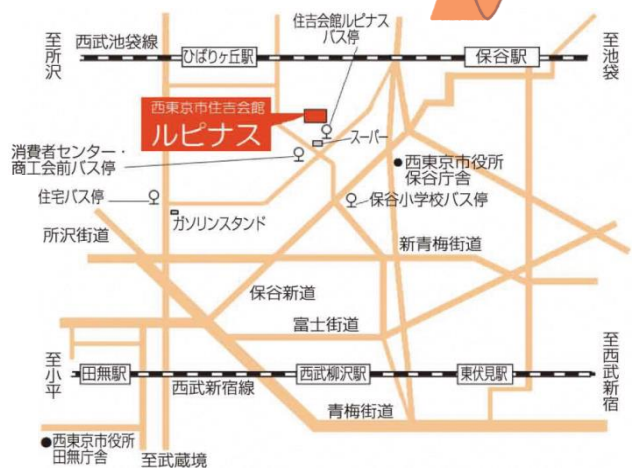 住吉会館ルピナス
バス停
至所沢
西武池袋線
ひばりヶ丘駅
保谷駅
至池袋
西東京市住吉会館
ルピナス
スーパー
消費者センター・
商工会前バス停
●西東京市役所
保谷庁舎
住宅バス停
保谷小学校バス停
ガソリンスタンド
所沢街道
新青梅街道
保谷新道
富士街道
至小平
田無駅
西武新宿線
西武柳沢駅
東伏見駅
至西武新宿
青梅街道
●西東京市役所
田無庁舎
至武蔵境